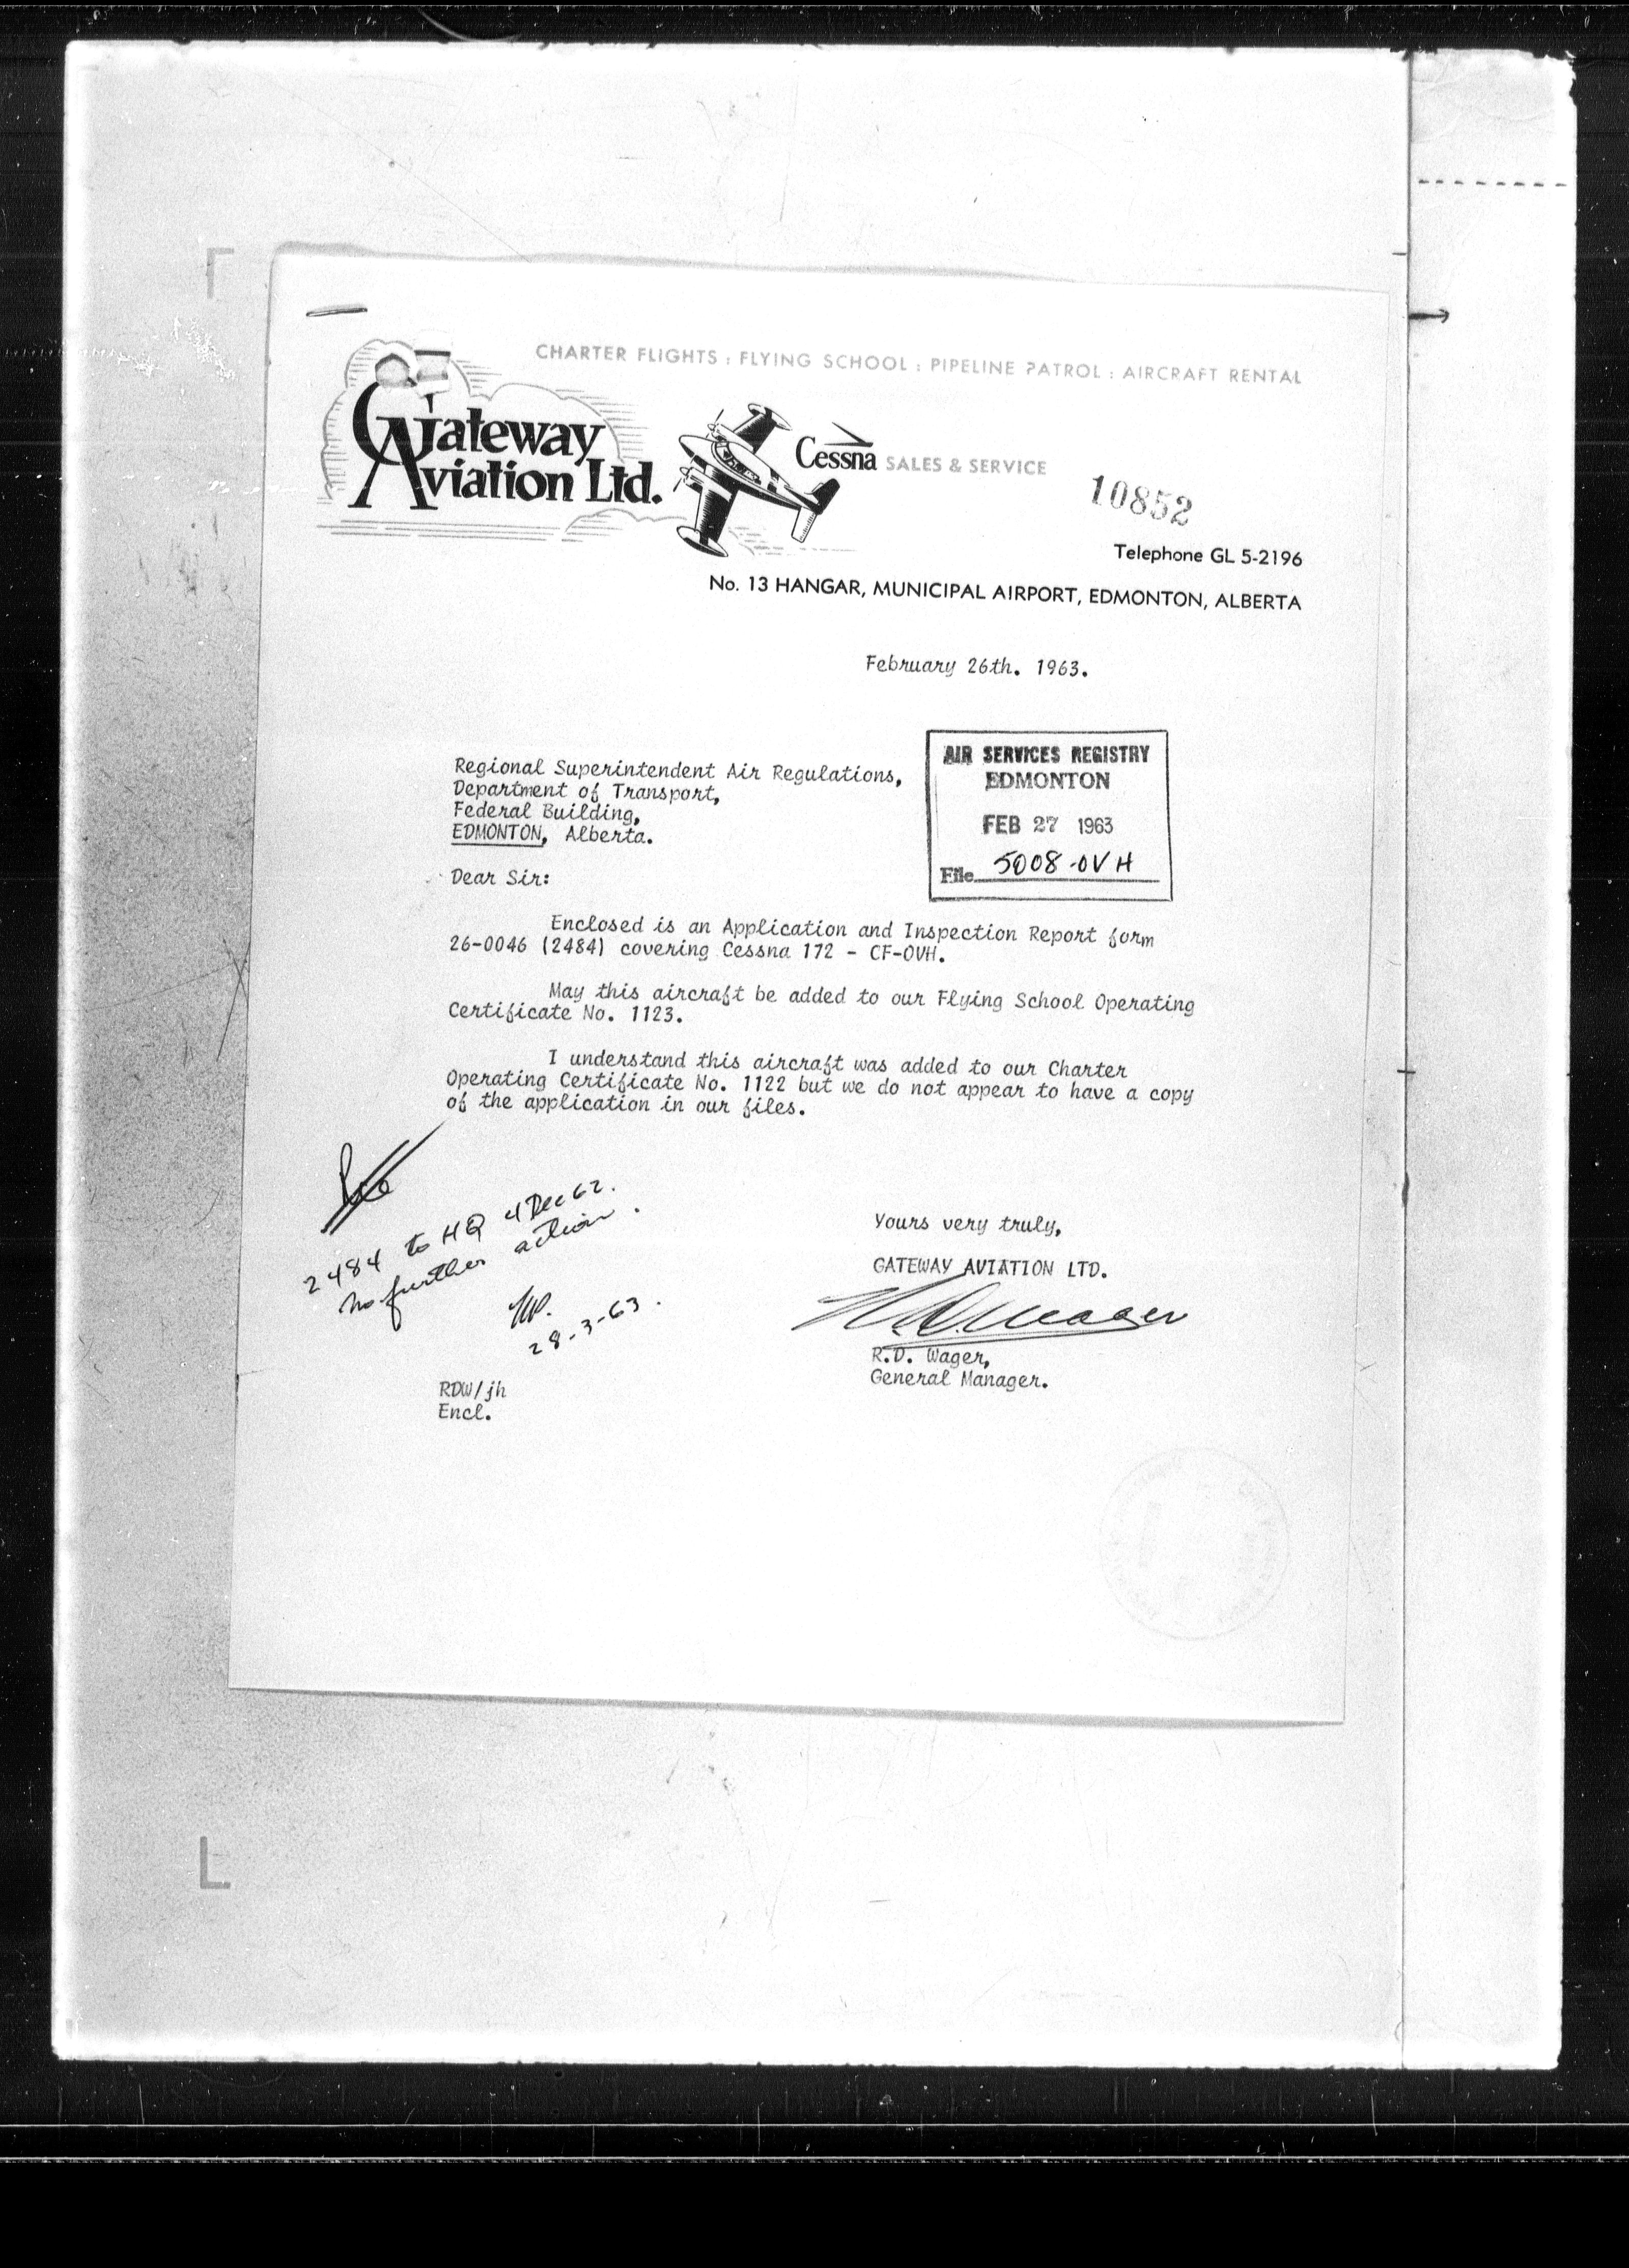 CHARTER FLIGHTS : FLYING SCHOOL : PIPELINE PATROL : AIRCRAFT RENTAL
Gateway
Aviation Ltd.
Cessna SALES & SERVICE
10852
Telephone GL 5-2196
No. 13 HANGAR, MUNICIPAL AIRPORT, EDMONTON, ALBERTA
February 26th. 1963.
AIR SERVICES REGISTRY
EDMONTON
FEB 27 1963
File 5008-OVH
Regional Superintendent Air Regulations,
Department of Transport,
Federal Building,
EDMONTON, Alberta.
Dear Sir:
Enclosed is an Application and Inspection Report form
26-0046 (2484) covering Cessna 172 - CF-OVH.
May this aircraft be added to our Flying School Operating
Certificate No. 1123.
I understand this aircraft was added to our Charter
Operating Certificate No. 1122 but we do not appear to have a copy
of the application in our files.
2484 to HQ 4 Dec 62.
no further action.
28-3-63.
Yours very truly,
GATEWAY AVIATION LTD.
R.D. Wager,
General Manager.
RDW/jh
Encl.